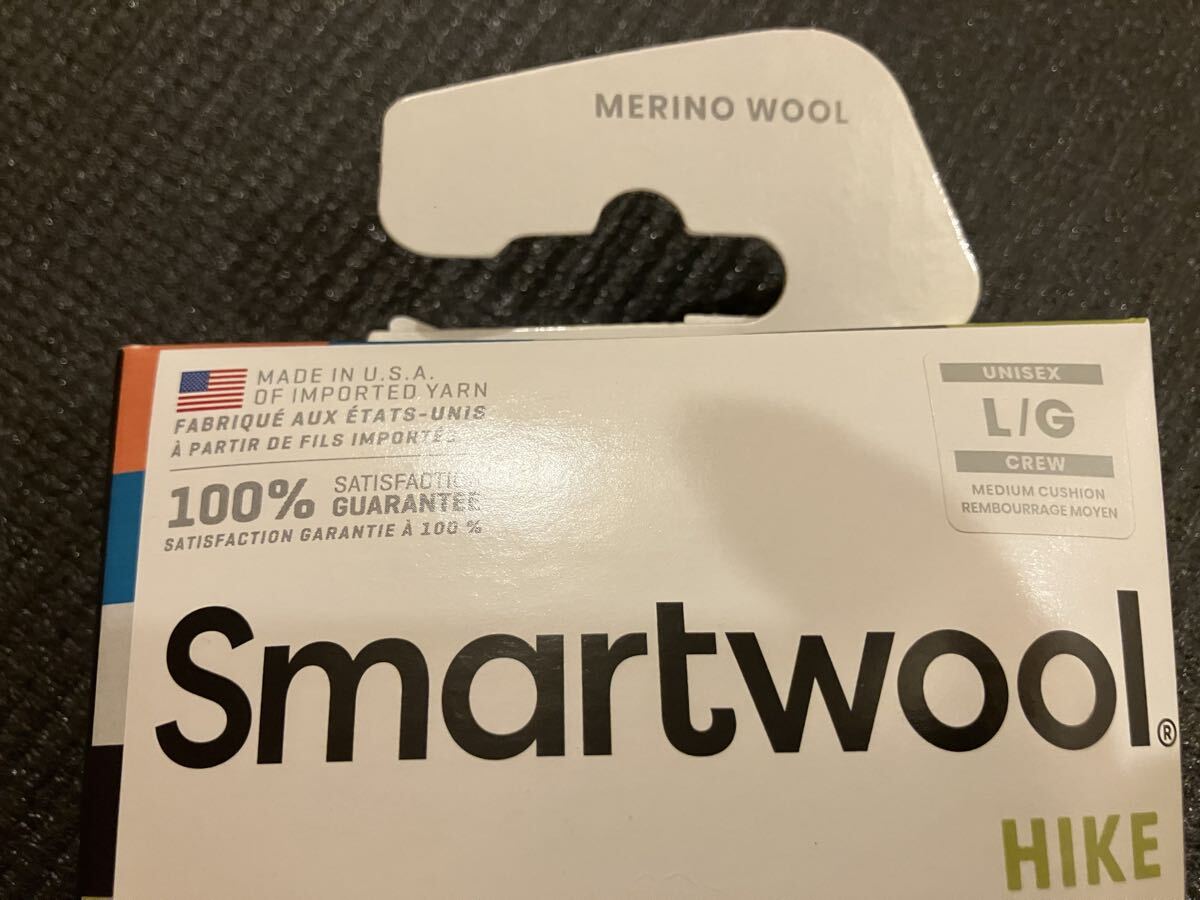 MERINO WOOL
MADE IN U.S.A.
OF IMPORTED YARN
FABRIQUÉ AUX ÉTATS-UNIS
À PARTIR DE FILS IMPORTÉS
100% SATISFACTION
GUARANTEE
SATISFACTION GARANTIE À 100 %
UNISEX
L/G
CREW
MEDIUM CUSHION
REMBOURRAGE MOYEN
Smartwool®
HIKE